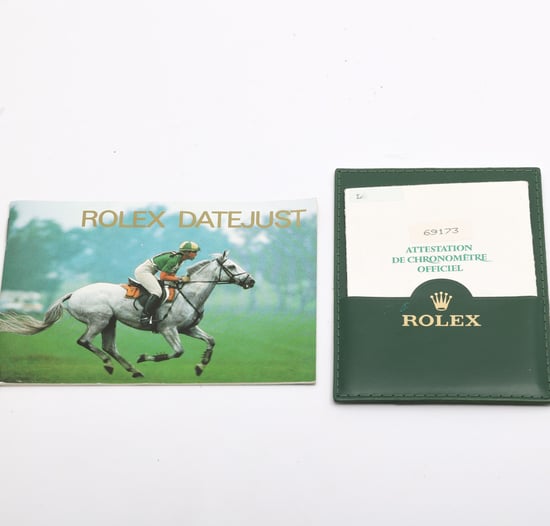 ROLEX DATEJUST
69173
ATTESTATION
DE CHRONOMÈTRE
OFFICIEL
ROLEX